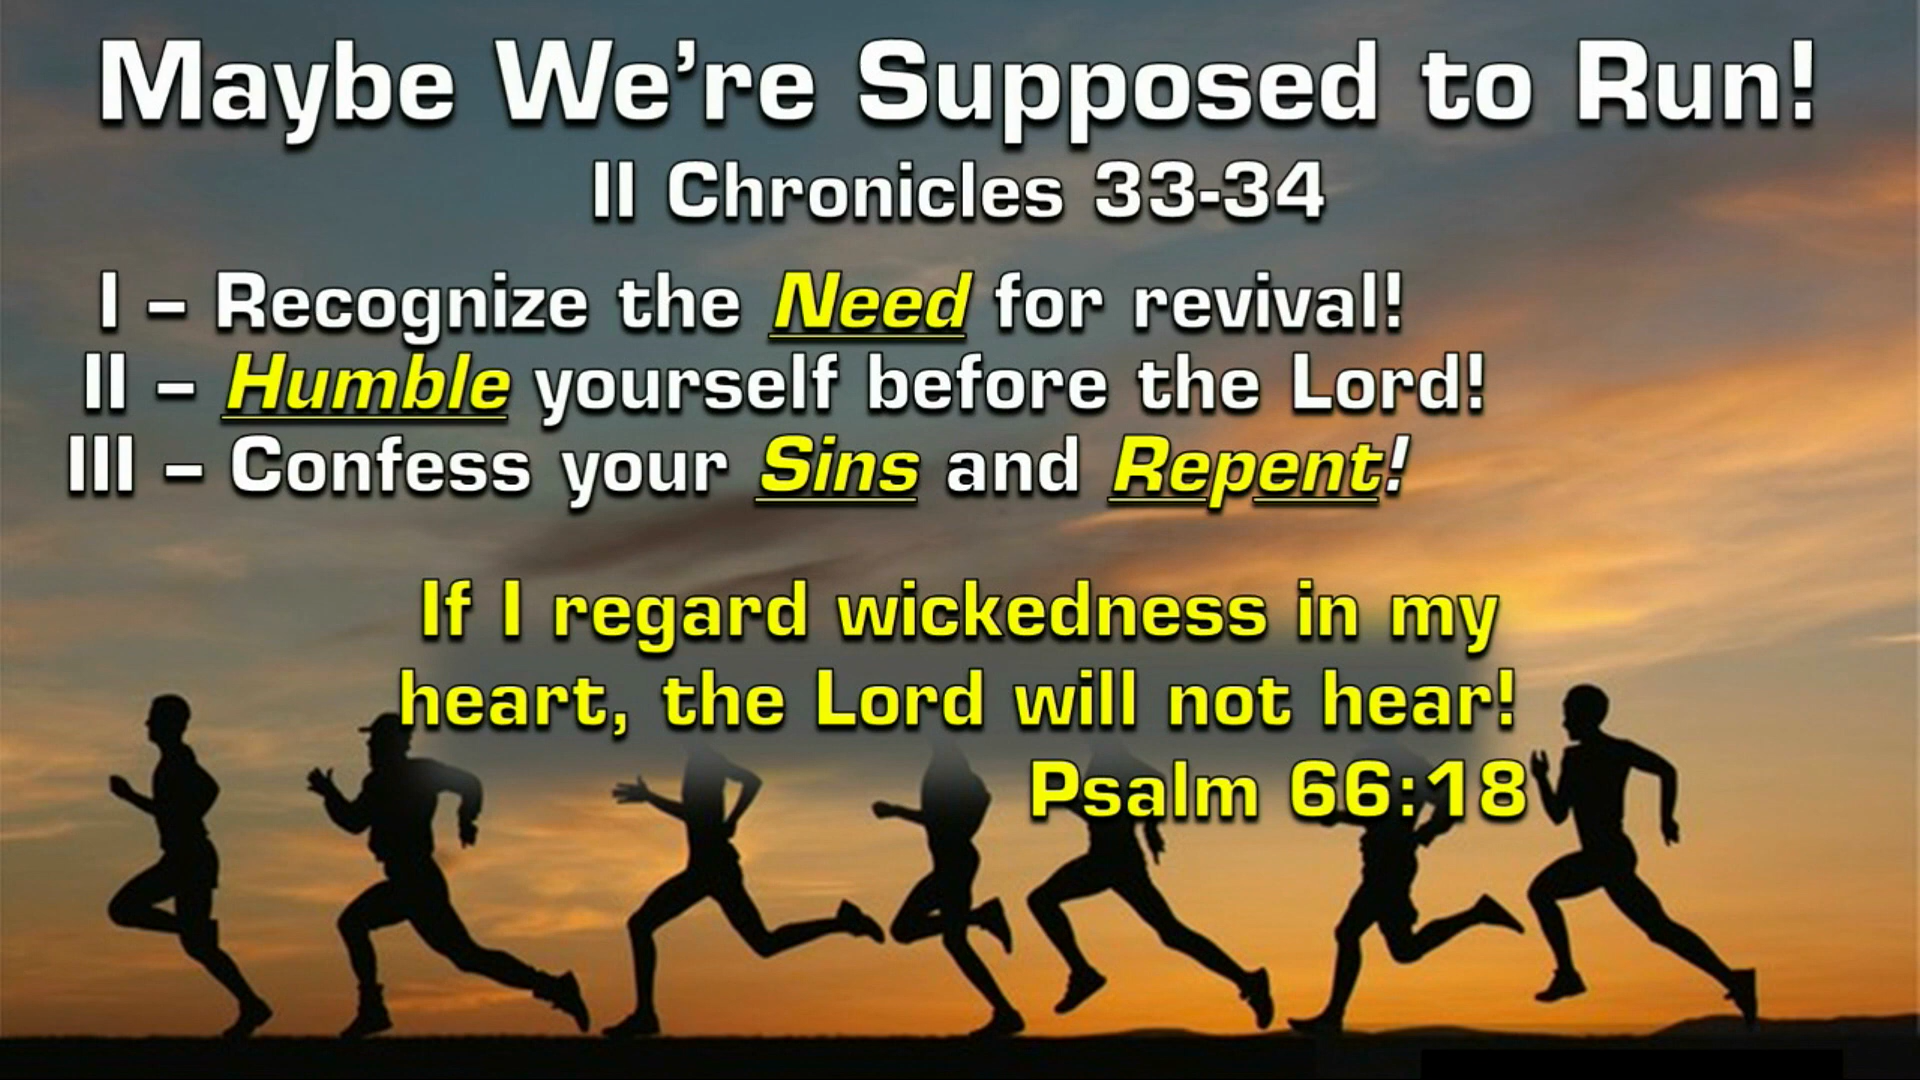 Maybe We're Supposed to Run!
II Chronicles 33-34
I – Recognize the Need for revival!
II – Humble yourself before the Lord!
III – Confess your Sins and Repent!
If I regard wickedness in my
heart, the Lord will not hear!
Psalm 66:18